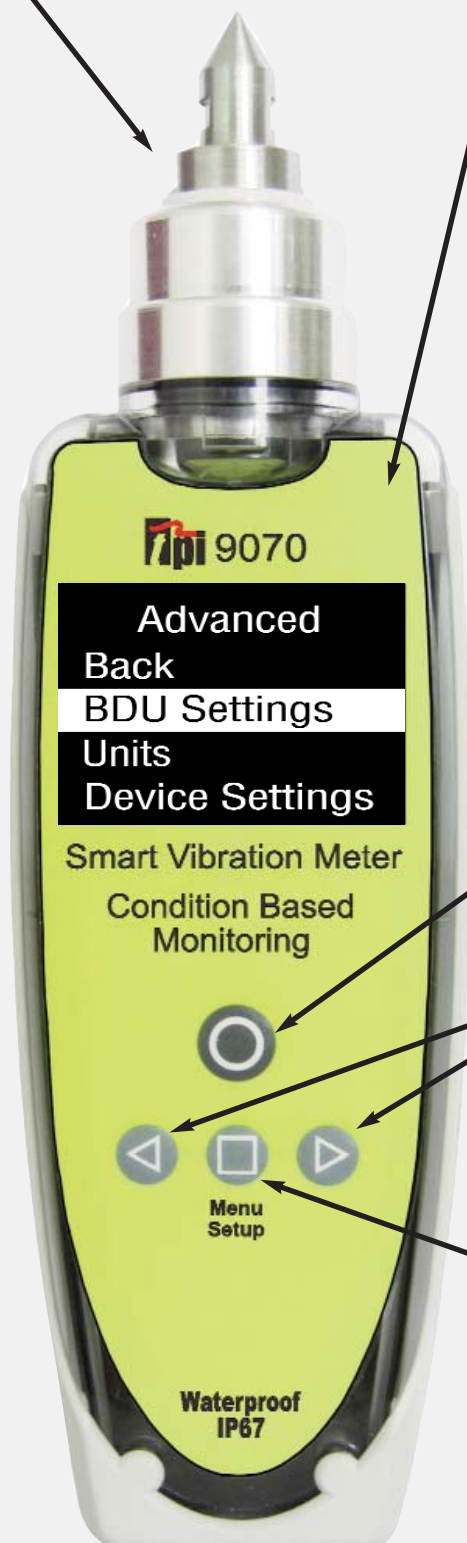 tpi 9070
Advanced
Back
BDU Settings
Units
Device Settings
Smart Vibration Meter
Condition Based
Monitoring
Menu
Setup
Waterproof
IP67